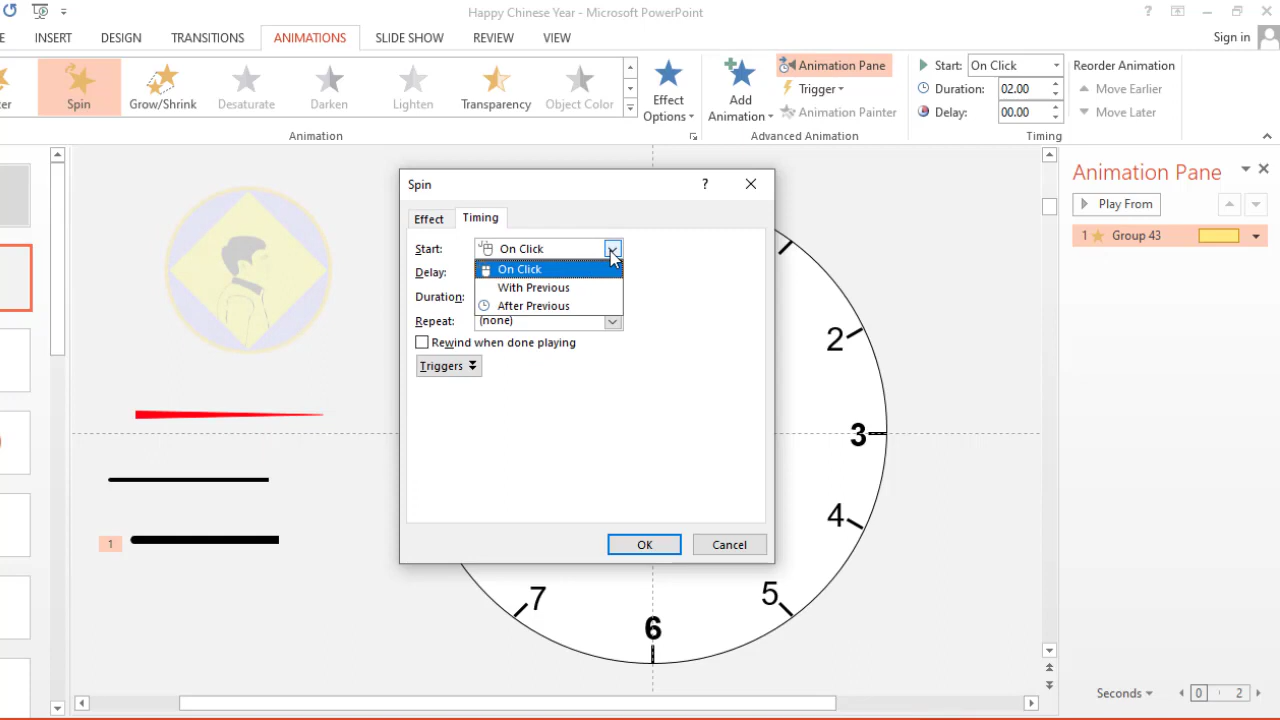 Happy Chinese Year - Microsoft PowerPoint
?
E INSERT DESIGN TRANSITIONS ANIMATIONS SLIDE SHOW REVIEW VIEW
Sign in
ter Spin Grow/Shrink Desaturate Darken Lighten Transparency Object Color
Effect Options
Add Animation
Animation Pane
Trigger
Animation Painter
Start: On Click
Duration: 02.00
Delay: 00.00
Reorder Animation
Move Earlier
Move Later
Animation
Advanced Animation
Timing
Spin
?
Effect Timing
Start: On Click
Delay:
Duration:
Repeat: (none)
On Click
With Previous
After Previous
Rewind when done playing
Triggers
OK Cancel
1
2
3
4
5
6
7
Animation Pane
Play From
1 Group 43
Seconds 0 2